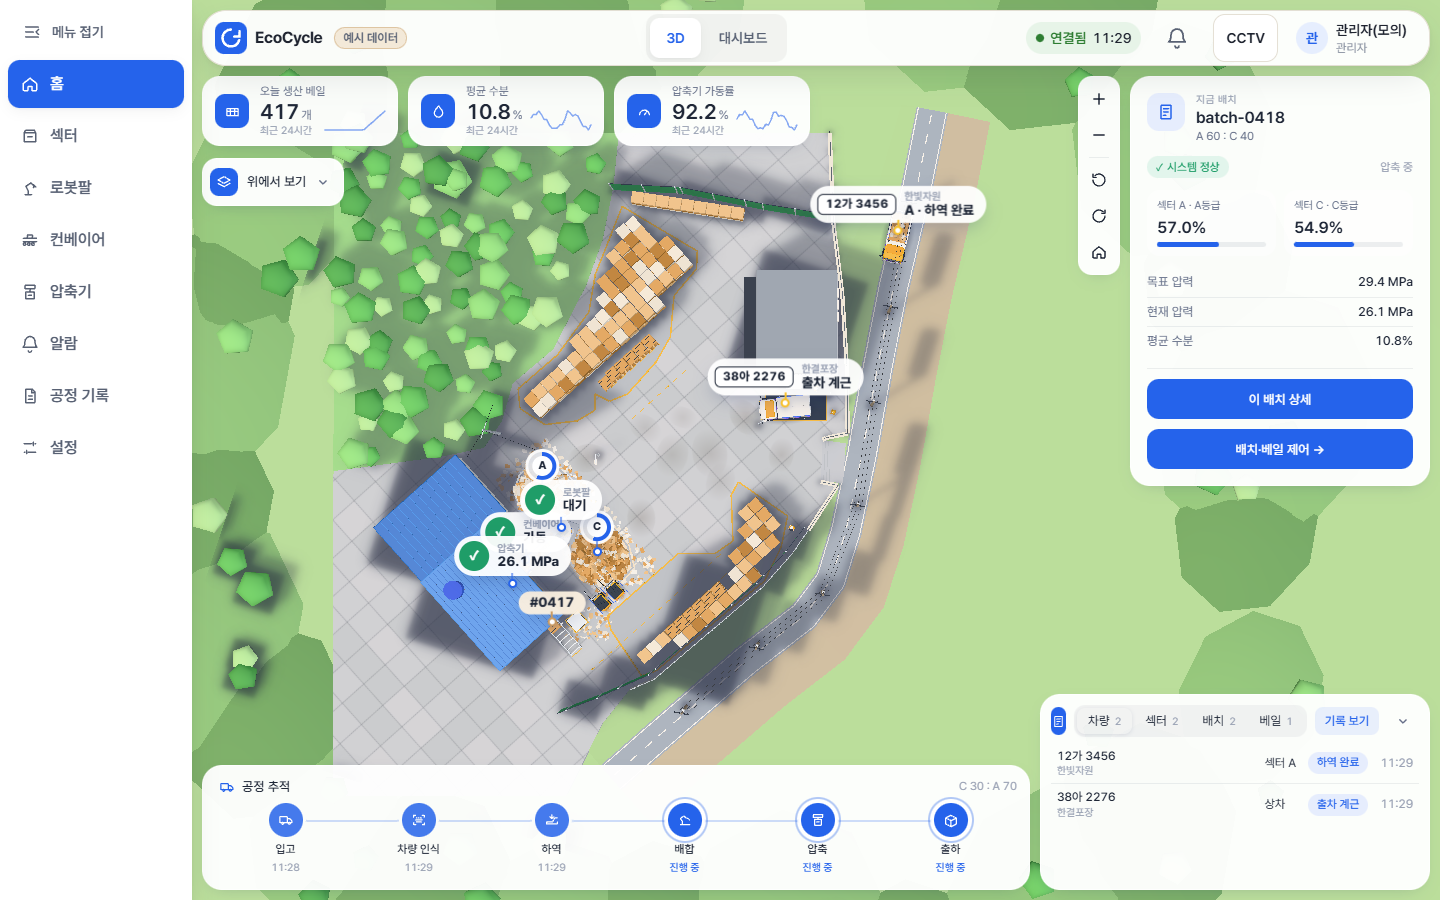 메뉴 접기
홈
섹터
로봇팔
컨베이어
압축기
알람
공정 기록
설정
EcoCycle
예시 데이터
3D
대시보드
연결됨 11:29
CCTV
관
관리자(모의)
관리자
오늘 생산 베일
417 개
최근 24시간
평균 수분
10.8 %
최근 24시간
압축기 가동률
92.2 %
최근 24시간
위에서 보기
12가 3456
한빛자원
A · 하역 완료
38아 2276
한결포장
출차 계근
A
로봇팔
대기
컨베이어
C
압축기
26.1 MPa
#0417
지금 배치
batch-0418
A 60 : C 40
✓ 시스템 정상
압축 중
섹터 A · A등급
57.0%
섹터 C · C등급
54.9%
목표 압력
29.4 MPa
현재 압력
26.1 MPa
평균 수분
10.8%
이 배치 상세
배치·베일 제어 →
공정 추적
C 30 : A 70
입고
11:28
차량 인식
11:29
하역
11:29
배합
진행 중
압축
진행 중
출하
진행 중
차량 2
섹터 2
배치 2
베일 1
기록 보기
12가 3456
한빛자원
섹터 A
하역 완료
11:29
38아 2276
한결포장
상차
출차 계근
11:29